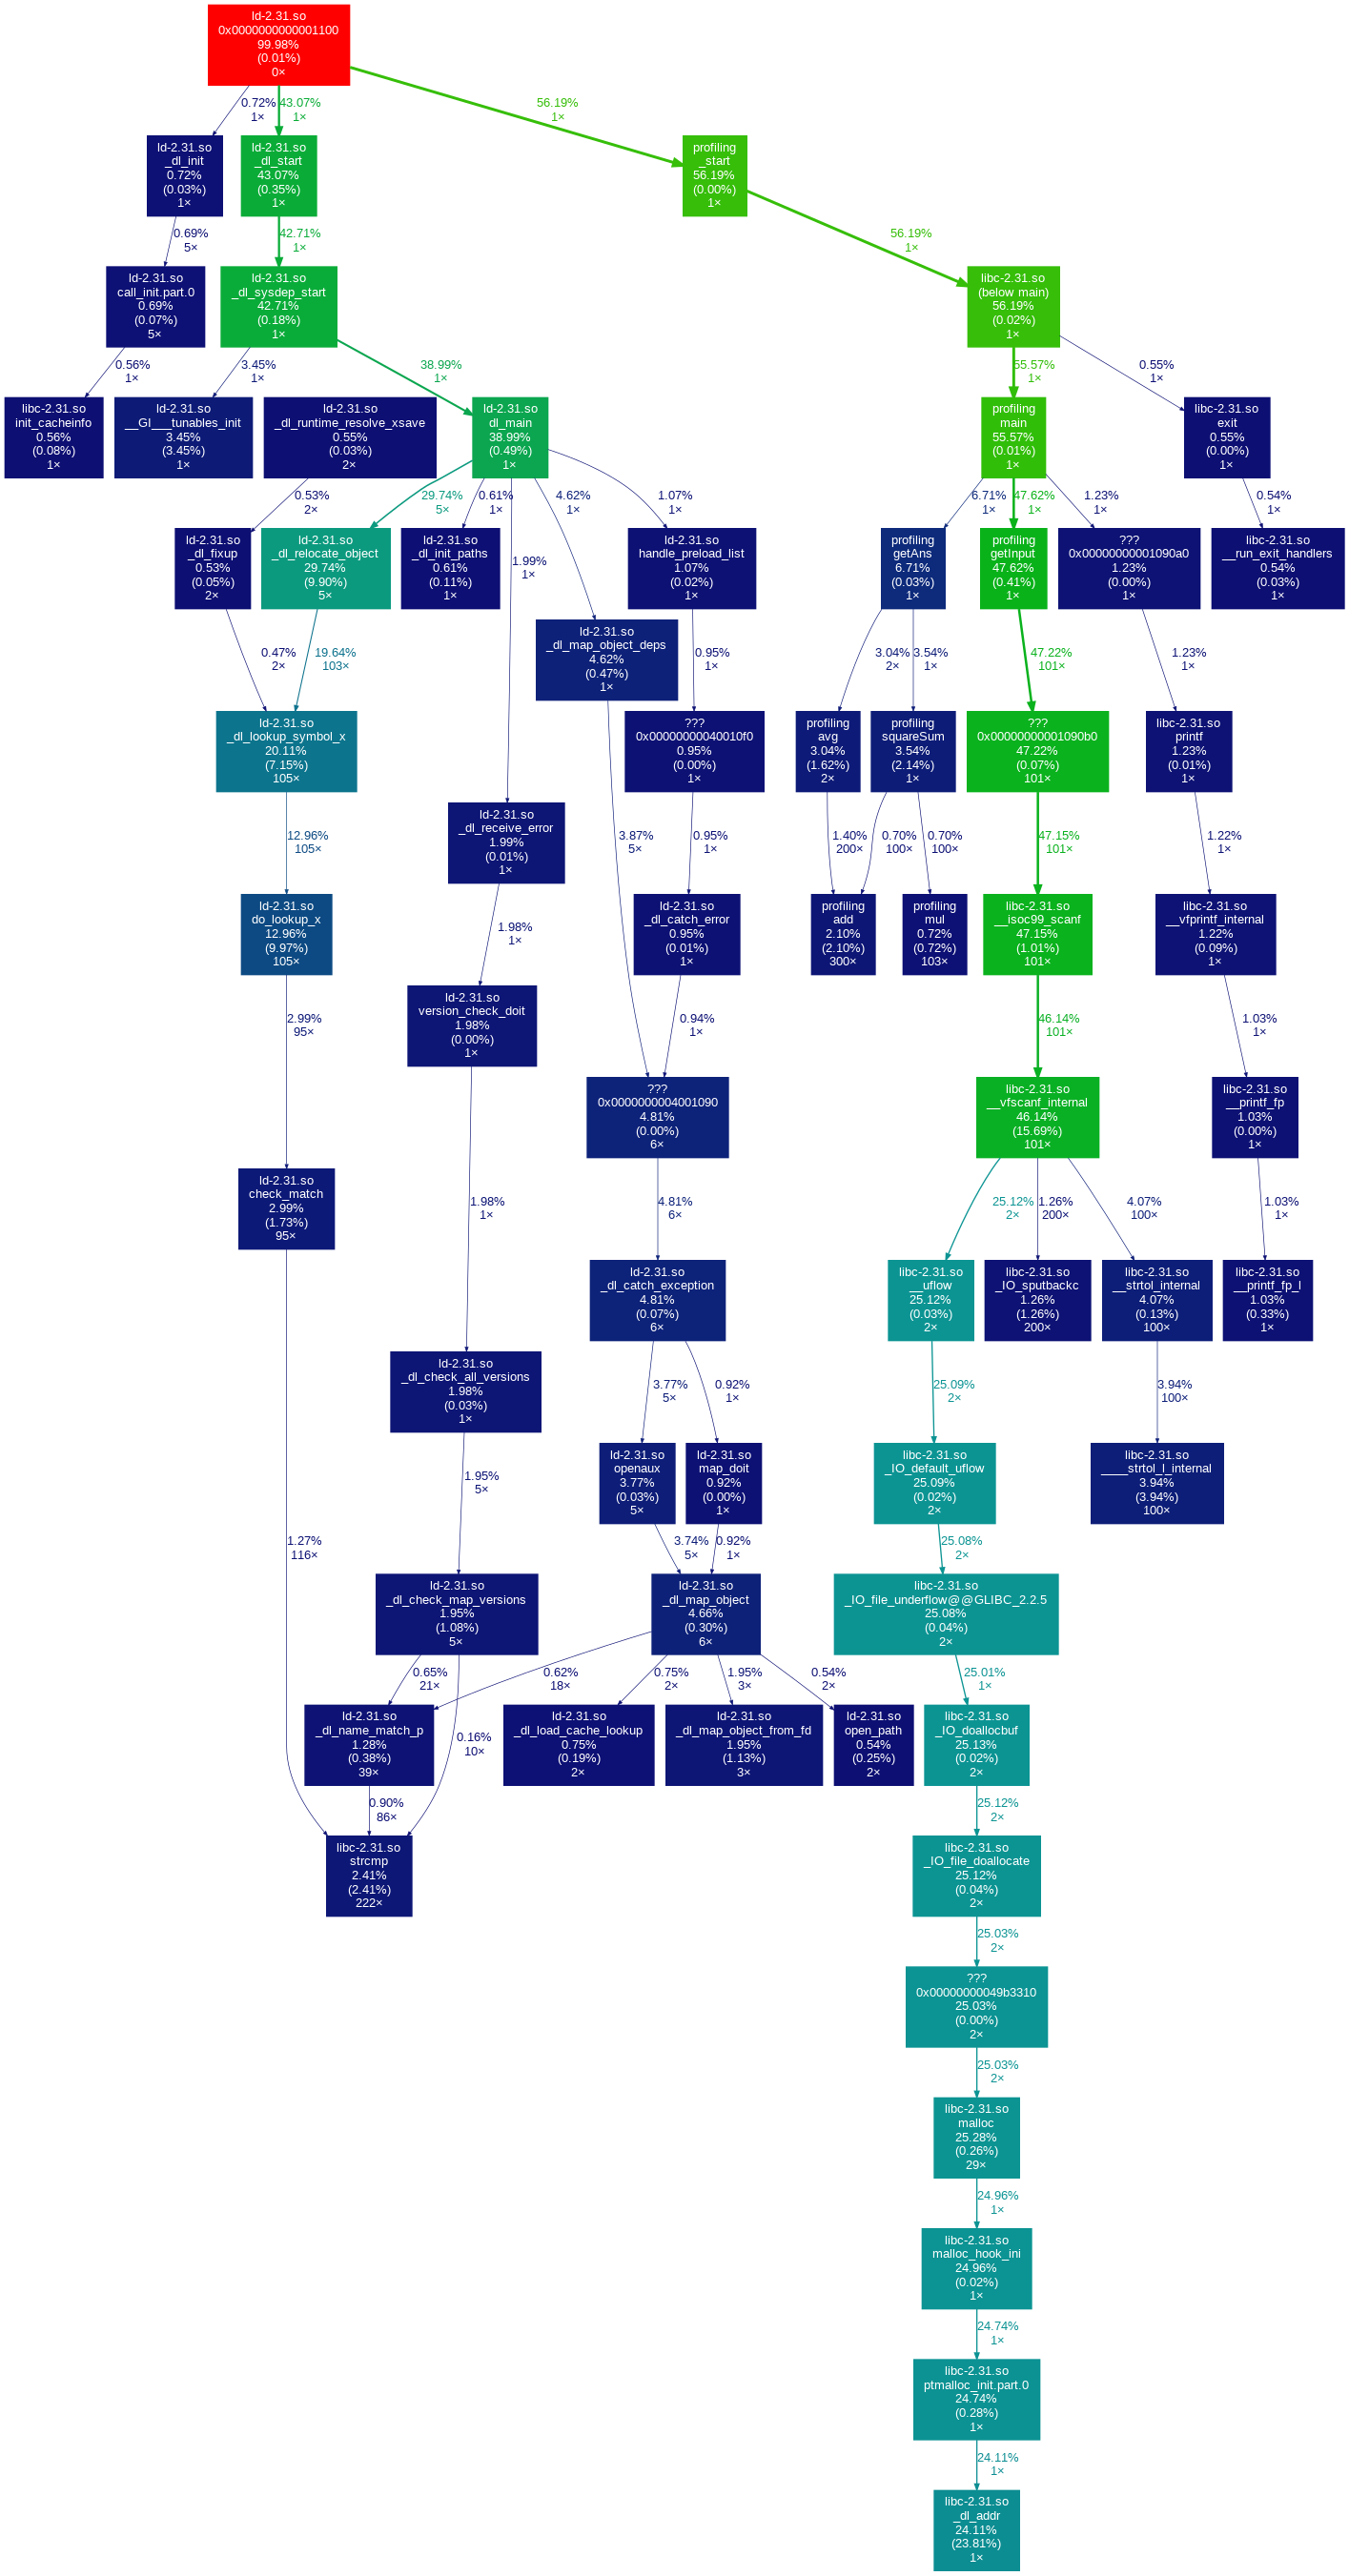 ld-2.31.so
0x0000000000001100
99.98%
(0.01%)
0×
0.72%
1×
43.07%
1×
56.19%
1×
ld-2.31.so
_dl_init
0.72%
(0.03%)
1×
ld-2.31.so
_dl_start
43.07%
(0.35%)
1×
profiling
_start
56.19%
(0.00%)
1×
0.69%
5×
42.71%
1×
56.19%
1×
ld-2.31.so
call_init.part.0
0.69%
(0.07%)
5×
ld-2.31.so
_dl_sysdep_start
42.71%
(0.18%)
1×
libc-2.31.so
(below main)
56.19%
(0.02%)
1×
0.56%
1×
3.45%
1×
38.99%
1×
55.57%
1×
0.55%
1×
libc-2.31.so
init_cacheinfo
0.56%
(0.08%)
1×
ld-2.31.so
__GI___tunables_init
3.45%
(3.45%)
1×
ld-2.31.so
_dl_runtime_resolve_xsave
0.55%
(0.03%)
2×
ld-2.31.so
dl_main
38.99%
(0.49%)
1×
profiling
main
55.57%
(0.01%)
1×
libc-2.31.so
exit
0.55%
(0.00%)
1×
0.53%
2×
29.74%
5×
0.61%
1×
1.99%
1×
4.62%
1×
1.07%
1×
6.71%
1×
47.62%
1×
1.23%
1×
0.54%
1×
ld-2.31.so
_dl_fixup
0.53%
(0.05%)
2×
ld-2.31.so
_dl_relocate_object
29.74%
(9.90%)
5×
ld-2.31.so
_dl_init_paths
0.61%
(0.11%)
1×
ld-2.31.so
handle_preload_list
1.07%
(0.02%)
1×
profiling
getAns
6.71%
(0.03%)
1×
profiling
getInput
47.62%
(0.41%)
1×
???
0x00000000001090a0
1.23%
(0.00%)
1×
libc-2.31.so
__run_exit_handlers
0.54%
(0.03%)
1×
ld-2.31.so
_dl_map_object_deps
4.62%
(0.47%)
1×
0.47%
2×
19.64%
103×
0.95%
1×
3.04%
2×
3.54%
1×
47.22%
101×
1.23%
1×
ld-2.31.so
_dl_lookup_symbol_x
20.11%
(7.15%)
105×
???
0x00000000040010f0
0.95%
(0.00%)
1×
profiling
avg
3.04%
(1.62%)
2×
profiling
squareSum
3.54%
(2.14%)
1×
???
0x00000000001090b0
47.22%
(0.07%)
101×
libc-2.31.so
printf
1.23%
(0.01%)
1×
12.96%
105×
ld-2.31.so
_dl_receive_error
1.99%
(0.01%)
1×
3.87%
5×
0.95%
1×
1.40%
200×
0.70%
100×
0.70%
100×
47.15%
101×
1.22%
1×
ld-2.31.so
do_lookup_x
12.96%
(9.97%)
105×
1.98%
1×
ld-2.31.so
_dl_catch_error
0.95%
(0.01%)
1×
profiling
add
2.10%
(2.10%)
300×
profiling
mul
0.72%
(0.72%)
103×
libc-2.31.so
__isoc99_scanf
47.15%
(1.01%)
101×
libc-2.31.so
__vfprintf_internal
1.22%
(0.09%)
1×
2.99%
95×
ld-2.31.so
version_check_doit
1.98%
(0.00%)
1×
0.94%
1×
46.14%
101×
1.03%
1×
???
0x0000000004001090
4.81%
(0.00%)
6×
libc-2.31.so
__vfscanf_internal
46.14%
(15.69%)
101×
libc-2.31.so
__printf_fp
1.03%
(0.00%)
1×
ld-2.31.so
check_match
2.99%
(1.73%)
95×
1.98%
1×
4.81%
6×
25.12%
2×
1.26%
200×
4.07%
100×
1.03%
1×
ld-2.31.so
_dl_catch_exception
4.81%
(0.07%)
6×
libc-2.31.so
__uflow
25.12%
(0.03%)
2×
libc-2.31.so
_IO_sputbackc
1.26%
(1.26%)
200×
libc-2.31.so
__strtol_internal
4.07%
(0.13%)
100×
libc-2.31.so
__printf_fp_l
1.03%
(0.33%)
1×
ld-2.31.so
_dl_check_all_versions
1.98%
(0.03%)
1×
3.77%
5×
0.92%
1×
25.09%
2×
3.94%
100×
1.95%
5×
ld-2.31.so
openaux
3.77%
(0.03%)
5×
ld-2.31.so
map_doit
0.92%
(0.00%)
1×
libc-2.31.so
_IO_default_uflow
25.09%
(0.02%)
2×
libc-2.31.so
____strtol_l_internal
3.94%
(3.94%)
100×
1.27%
116×
3.74%
5×
0.92%
1×
25.08%
2×
ld-2.31.so
_dl_check_map_versions
1.95%
(1.08%)
5×
ld-2.31.so
_dl_map_object
4.66%
(0.30%)
6×
libc-2.31.so
_IO_file_underflow@@GLIBC_2.2.5
25.08%
(0.04%)
2×
0.65%
21×
0.62%
18×
0.75%
2×
1.95%
3×
0.54%
2×
25.01%
1×
ld-2.31.so
_dl_name_match_p
1.28%
(0.38%)
39×
0.16%
10×
ld-2.31.so
_dl_load_cache_lookup
0.75%
(0.19%)
2×
ld-2.31.so
_dl_map_object_from_fd
1.95%
(1.13%)
3×
ld-2.31.so
open_path
0.54%
(0.25%)
2×
libc-2.31.so
_IO_doallocbuf
25.13%
(0.02%)
2×
0.90%
86×
25.12%
2×
libc-2.31.so
strcmp
2.41%
(2.41%)
222×
libc-2.31.so
_IO_file_doallocate
25.12%
(0.04%)
2×
25.03%
2×
???
0x00000000049b3310
25.03%
(0.00%)
2×
25.03%
2×
libc-2.31.so
malloc
25.28%
(0.26%)
29×
24.96%
1×
libc-2.31.so
malloc_hook_ini
24.96%
(0.02%)
1×
24.74%
1×
libc-2.31.so
ptmalloc_init.part.0
24.74%
(0.28%)
1×
24.11%
1×
libc-2.31.so
_dl_addr
24.11%
(23.81%)
1×